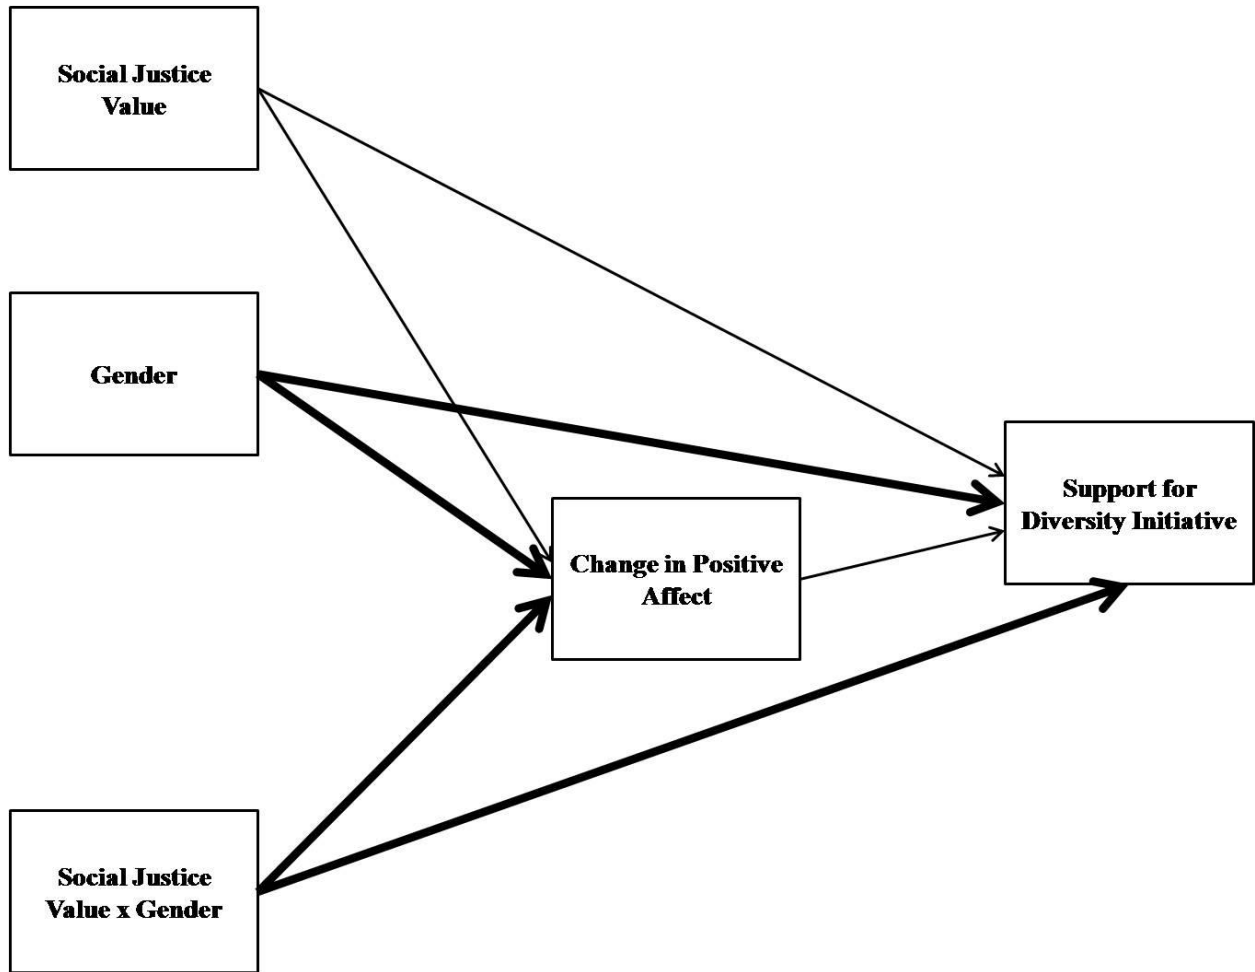 Social Justice
Value
Gender
Support for
Diversity Initiative
Change in Positive
Affect
Social Justice
Value x Gender